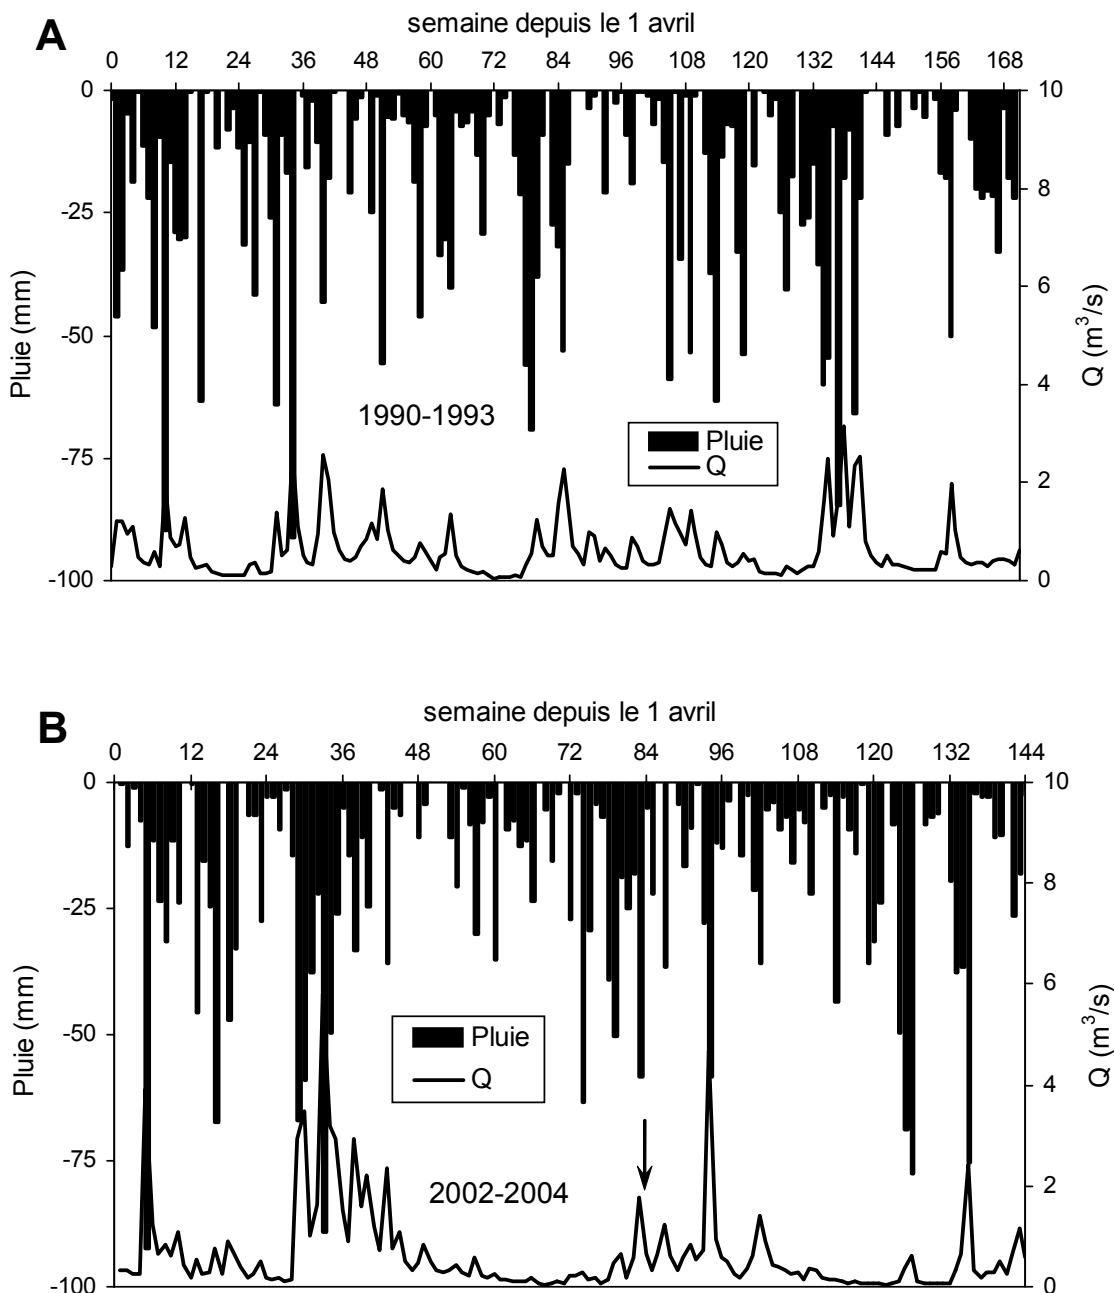 A
semaine depuis le 1 avril
0 12 24 36 48 60 72 84 96 108 120 132 144 156 168
0
-25
-50
-75
-100
Pluie (mm)
10
8
6
4
2
0
Q (m³/s)
1990-1993
Pluie
Q
B
semaine depuis le 1 avril
0 12 24 36 48 60 72 84 96 108 120 132 144
0
-25
-50
-75
-100
Pluie (mm)
10
8
6
4
2
0
Q (m³/s)
Pluie
Q
2002-2004